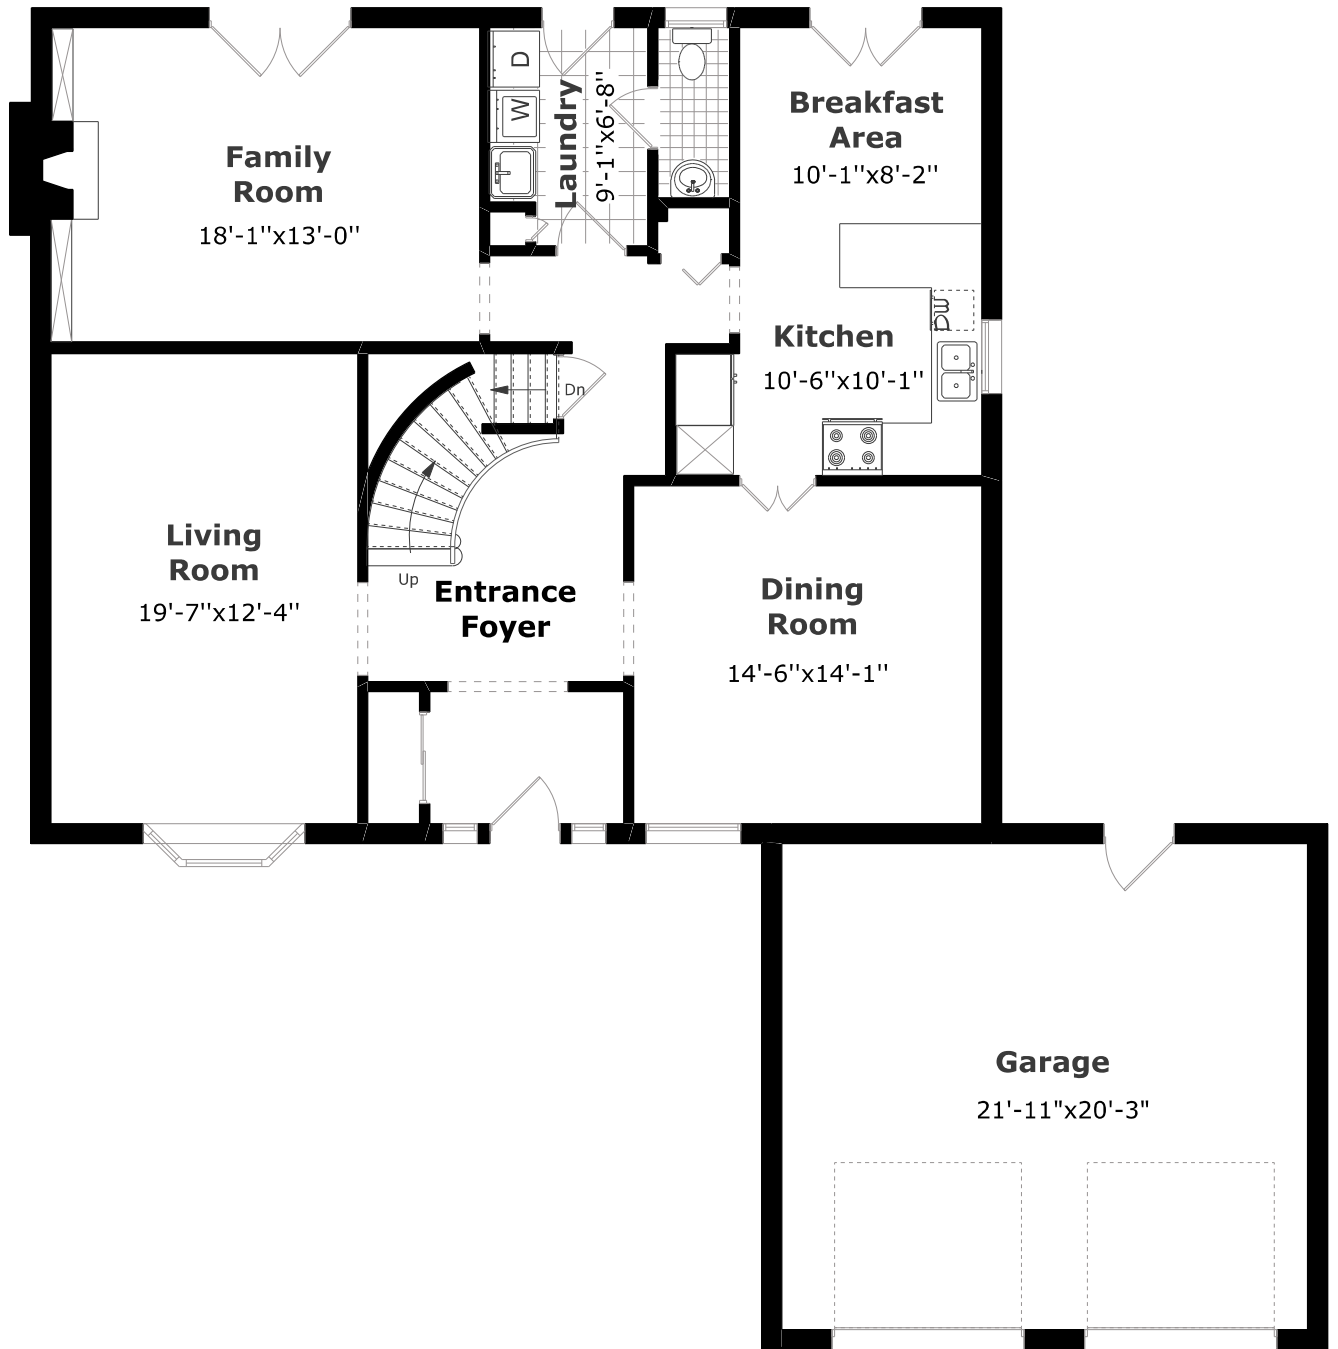 Family
Room
18'-1''x13'-0''
D
W
Laundry
9'-1''x6'-8''
Breakfast
Area
10'-1''x8'-2''
Kitchen
10'-6''x10'-1''
Dn
Up
Living
Room
19'-7''x12'-4''
Entrance
Foyer
Dining
Room
14'-6''x14'-1''
Garage
21'-11"x20'-3"